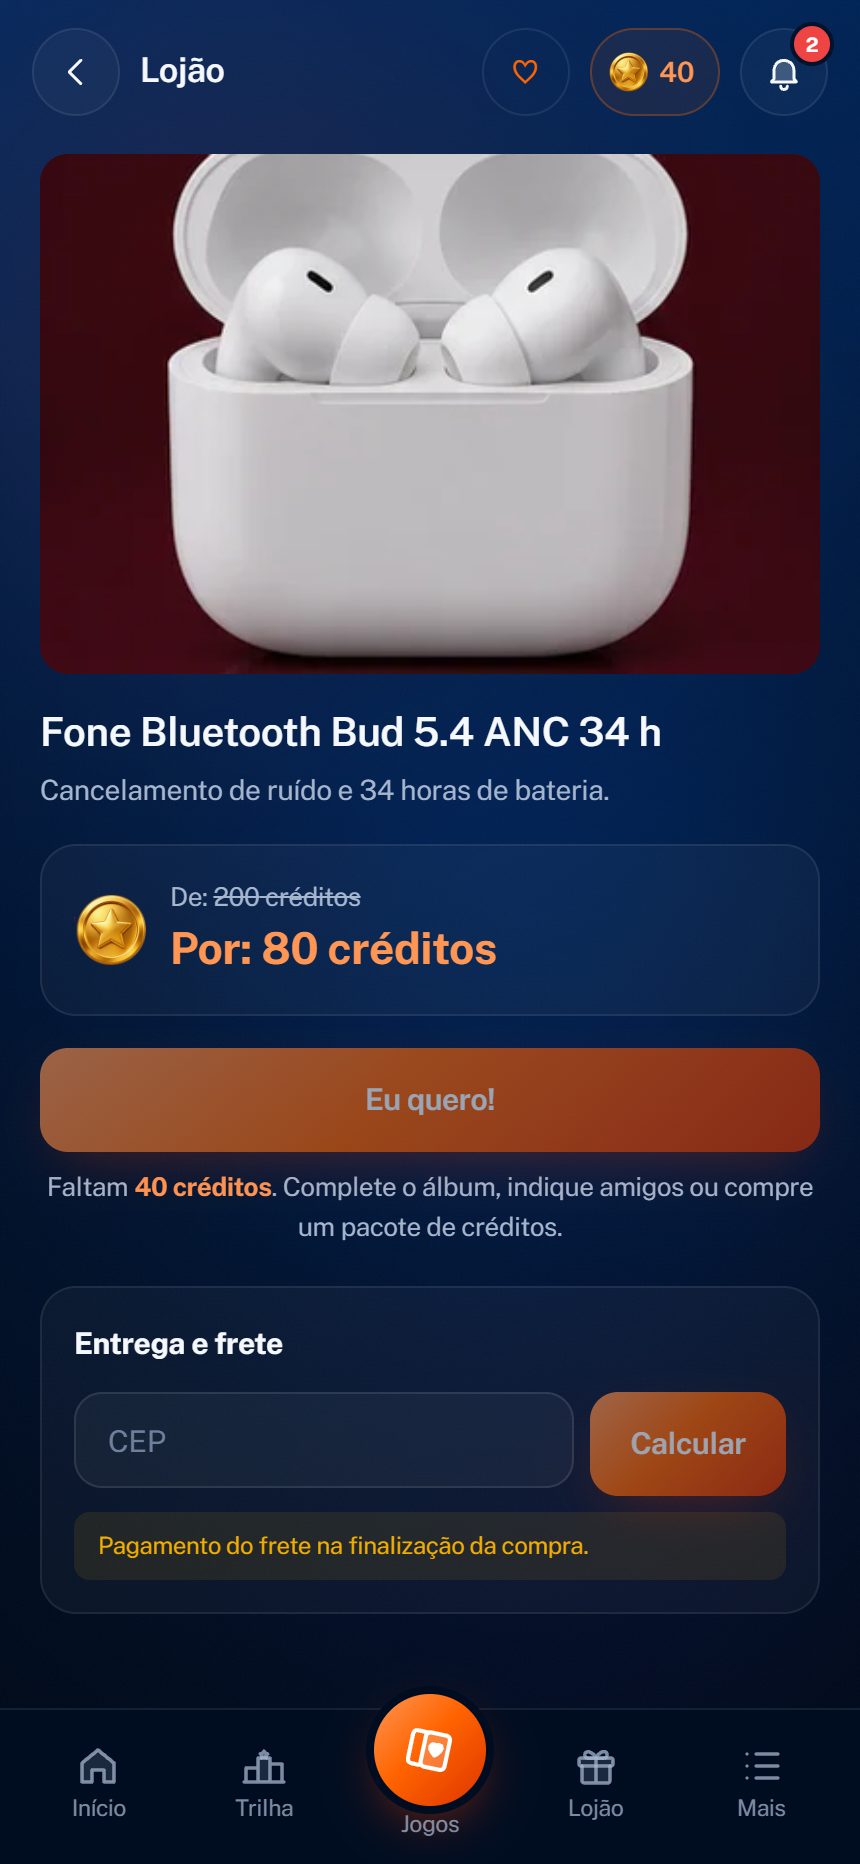 Lojão
40
2
Fone Bluetooth Bud 5.4 ANC 34 h
Cancelamento de ruído e 34 horas de bateria.
De: 200 créditos
Por: 80 créditos
Eu quero!
Faltam 40 créditos. Complete o álbum, indique amigos ou compre
um pacote de créditos.
Entrega e frete
CEP
Calcular
Pagamento do frete na finalização da compra.
Início
Trilha
Jogos
Lojão
Mais